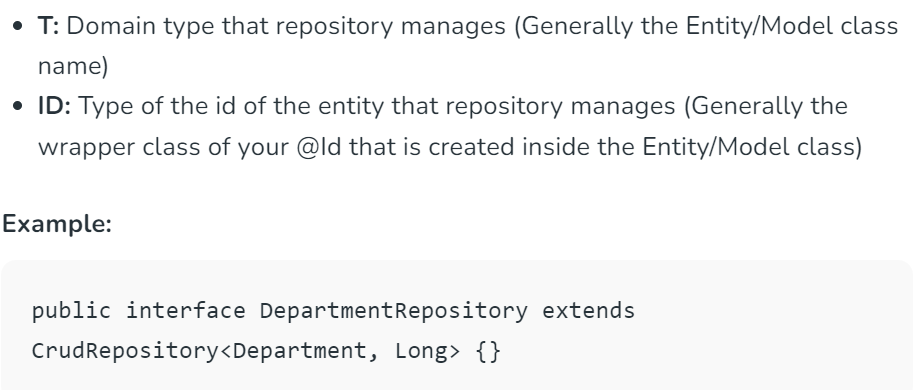 • T: Domain type that repository manages (Generally the Entity/Model class
name)
• ID: Type of the id of the entity that repository manages (Generally the
wrapper class of your @Id that is created inside the Entity/Model class)
Example:
public interface DepartmentRepository extends
CrudRepository<Department, Long> {}